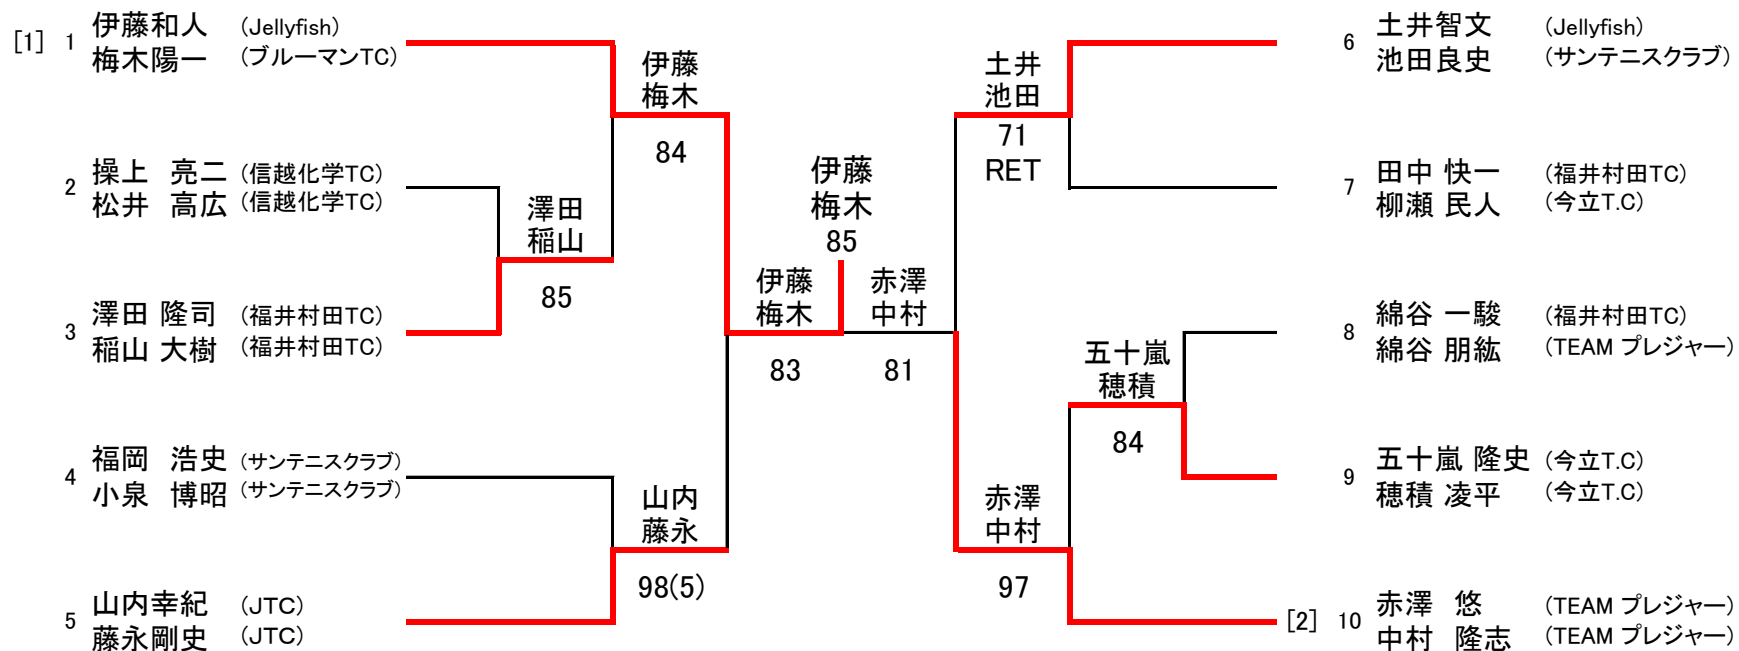 [1] 1 伊藤和人 (Jellyfish)
梅木陽一 (ブルーマンTC)
2 操上 亮二 (信越化学TC)
松井 高広 (信越化学TC)
3 澤田 隆司 (福井村田TC)
稲山 大樹 (福井村田TC)
4 福岡 浩史 (サンテニスクラブ)
小泉 博昭 (サンテニスクラブ)
5 山内幸紀 (JTC)
藤永剛史 (JTC)
澤田
稲山
85
伊藤
梅木
84
山内
藤永
98(5)
伊藤
梅木
83
伊藤
梅木
85
赤澤
中村
81
土井
池田
71
RET
赤澤
中村
97
五十嵐
穂積
84
6 土井智文 (Jellyfish)
池田良史 (サンテニスクラブ)
7 田中 快一 (福井村田TC)
柳瀬 民人 (今立T.C)
8 綿谷 一駿 (福井村田TC)
綿谷 朋紘 (TEAM プレジャー)
9 五十嵐 隆史 (今立T.C)
穂積 凌平 (今立T.C)
[2] 10 赤澤 悠 (TEAM プレジャー)
中村 隆志 (TEAM プレジャー)